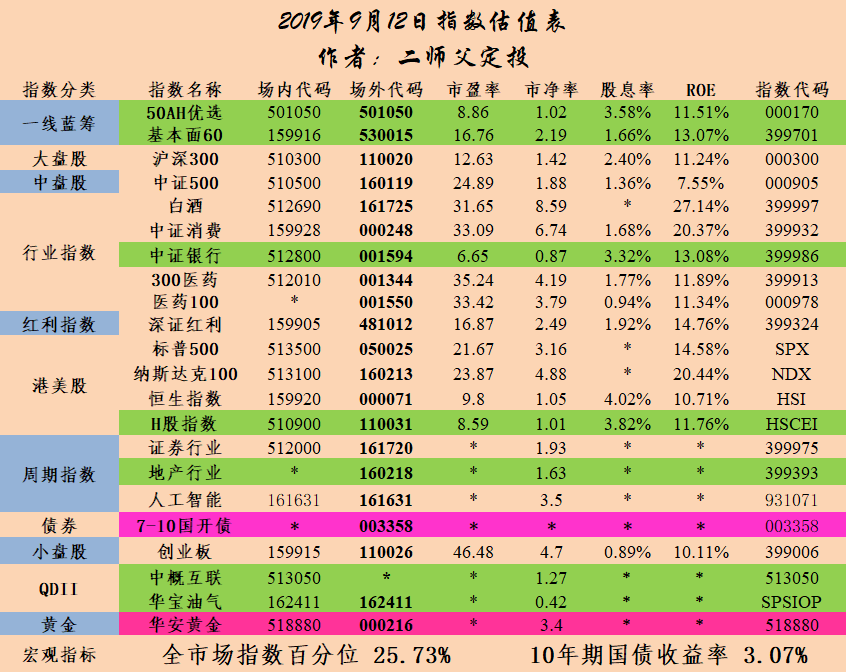 2019年9月12日指数估值表
作者：二师父定投
指数分类 指数名称 场内代码 场外代码 市盈率 市净率 股息率 ROE 指数代码
一线蓝筹 50AH优选 501050 501050 8.86 1.02 3.58% 11.51% 000170
基本面60 159916 530015 16.76 2.19 1.66% 13.07% 399701
大盘股 沪深300 510300 110020 12.63 1.42 2.40% 11.24% 000300
中盘股 中证500 510500 160119 24.89 1.88 1.36% 7.55% 000905
行业指数 白酒 512690 161725 31.65 8.59 * 27.14% 399997
中证消费 159928 000248 33.09 6.74 1.68% 20.37% 399932
中证银行 512800 001594 6.65 0.87 3.32% 13.08% 399986
300医药 512010 001344 35.24 4.19 1.77% 11.89% 399913
医药100 * 001550 33.42 3.79 0.94% 11.34% 000978
红利指数 深证红利 159905 481012 16.87 2.49 1.92% 14.76% 399324
港美股 标普500 513500 050025 21.67 3.16 * 14.58% SPX
纳斯达克100 513100 160213 23.87 4.88 * 20.44% NDX
恒生指数 159920 000071 9.8 1.05 4.02% 10.71% HSI
H股指数 510900 110031 8.59 1.01 3.82% 11.76% HSCEI
周期指数 证券行业 512000 161720 * 1.93 * * 399975
地产行业 * 160218 * 1.63 * * 399393
人工智能 161631 161631 * 3.5 * * 931071
债券 7-10国开债 * 003358 * * * * 003358
小盘股 创业板 159915 110026 46.48 4.7 0.89% 10.11% 399006
QDII 中概互联 513050 * * 1.27 * * 513050
华宝油气 162411 162411 * 0.42 * * SPSIOP
黄金 华安黄金 518880 000216 * 3.4 * * 518880
宏观指标 全市场指数百分位 25.73% 10年期国债收益率 3.07%